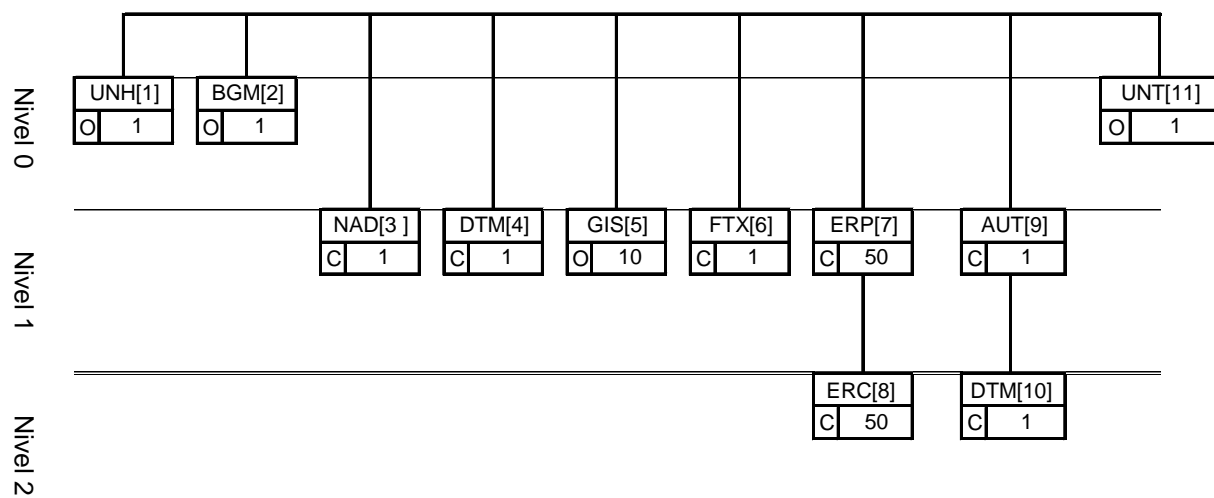 Nivel 0
UNH[1]
O 1
BGM[2]
O 1
UNT[11]
O 1
Nivel 1
NAD[3 ]
C 1
DTM[4]
C 1
GIS[5]
O 10
FTX[6]
C 1
ERP[7]
C 50
AUT[9]
C 1
Nivel 2
ERC[8]
C 50
DTM[10]
C 1